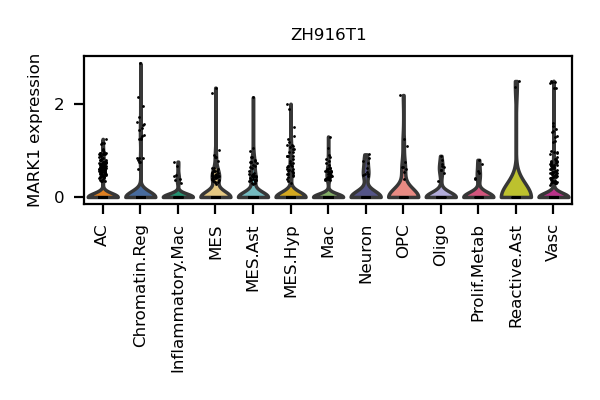 ZH916T1
MARK1 expression
2
0
AC
Chromatin.Reg
Inflammatory.Mac
MES
MES.Ast
MES.Hyp
Mac
Neuron
OPC
Oligo
Prolif.Metab
Reactive.Ast
Vasc